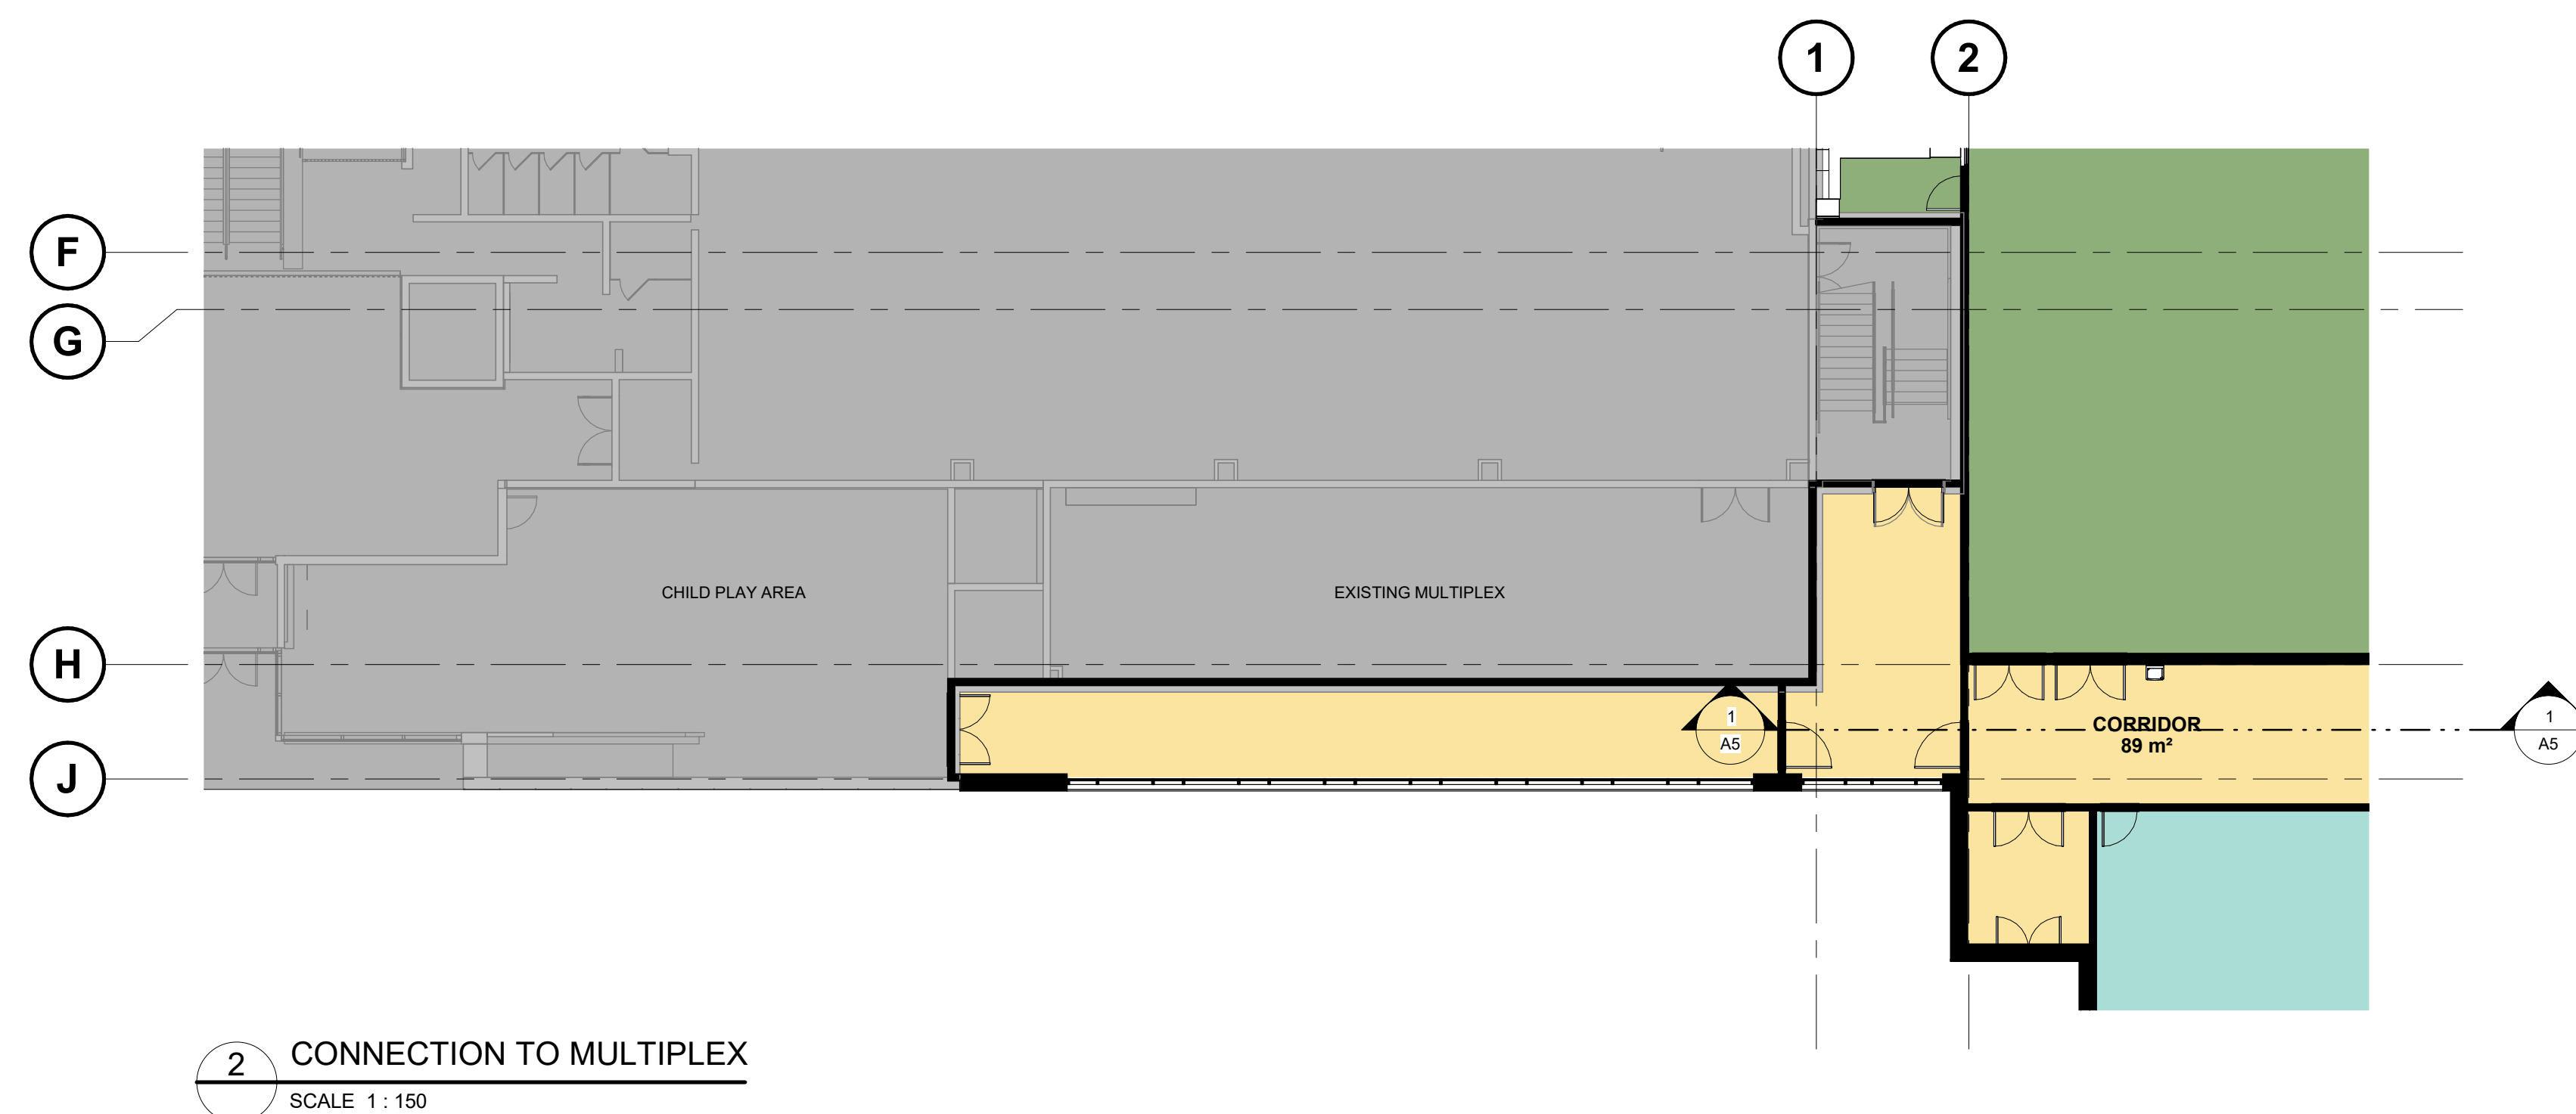 1
2
F
G
H
J
CHILD PLAY AREA
EXISTING MULTIPLEX
1
A5
CORRIDOR
89 m²
1
A5
2
CONNECTION TO MULTIPLEX
SCALE 1 : 150